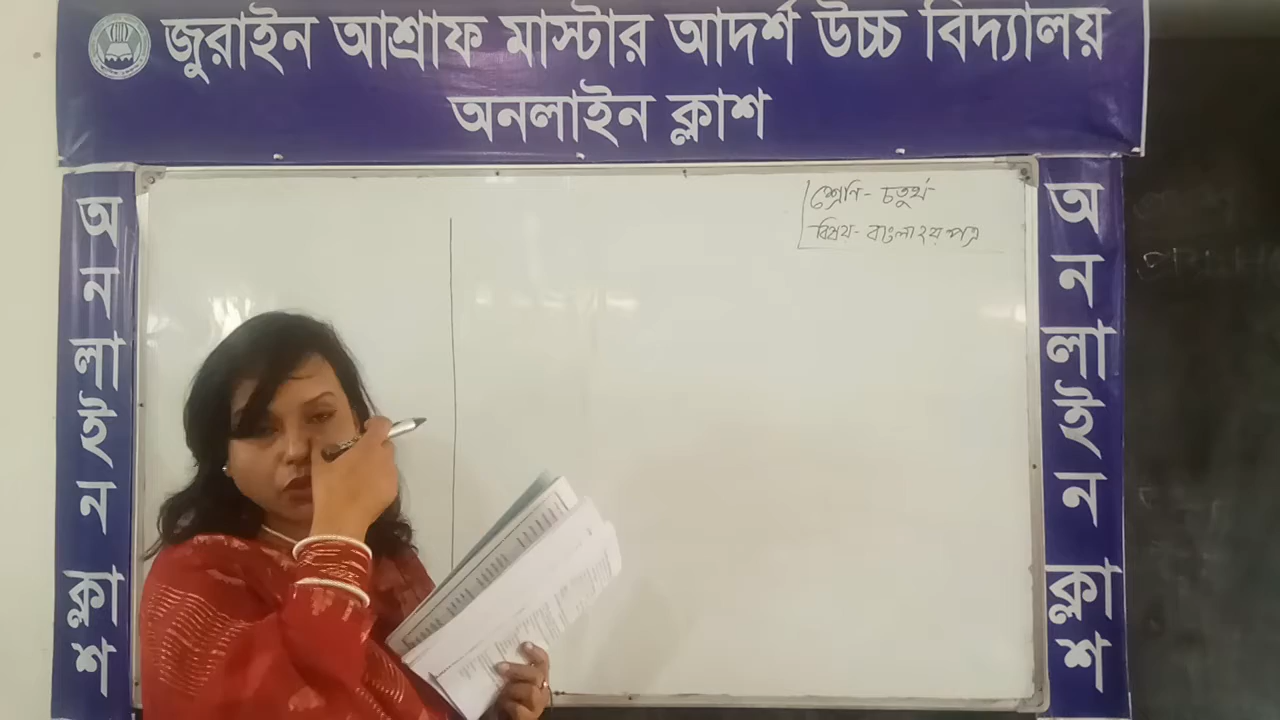 জুরাইন আশ্রাফ মাস্টার আদর্শ উচ্চ বিদ্যালয়
অনলাইন ক্লাশ
শ্রেণি - চতুর্থ
বিষয় - বাংলা ২য় পত্র
অনলাইন ক্লাশ
অনলাইন ক্লাশ